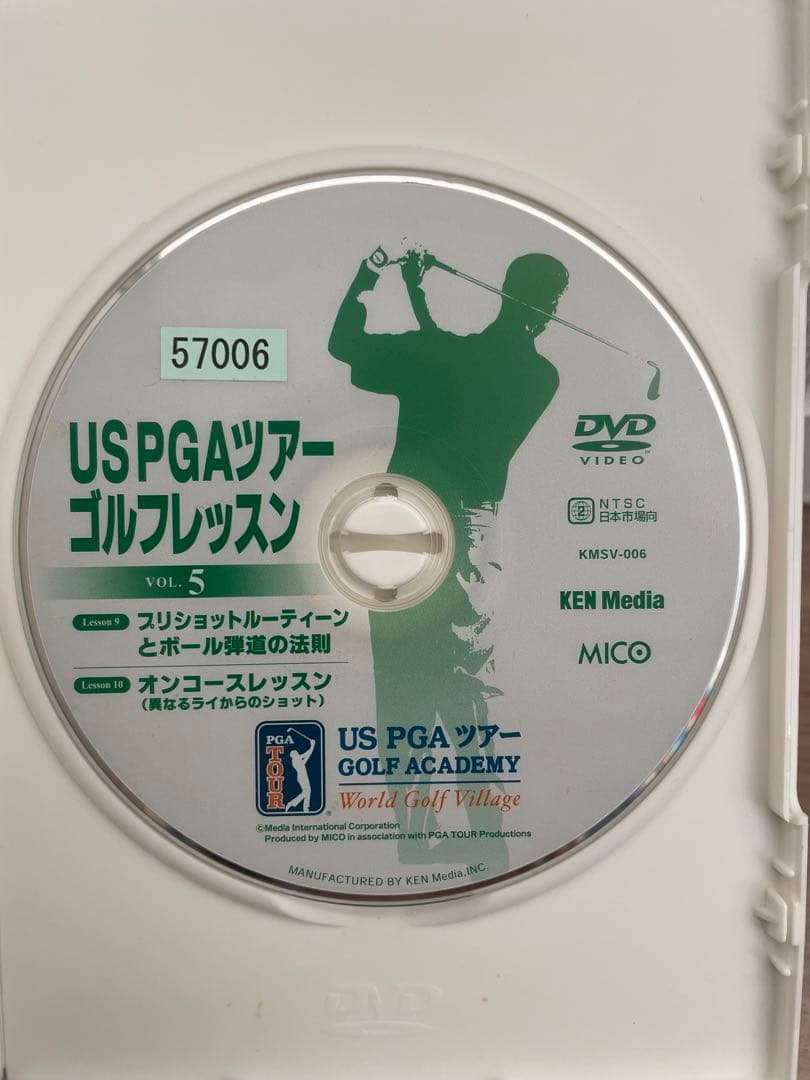 57006
US PGAツアー
ゴルフレッスン
VOL. 5
Lesson 9 プリショットルーティーン
とボール弾道の法則
Lesson 10 オンコースレッスン
(異なるライからのショット)
DVD
VIDEO™
2 NTSC
日本市場向
KMSV-006
KEN Media
MICO
PGA
TOUR
®
US PGA ツアー
GOLF ACADEMY
World Golf Village
©Media International Corporation
Produced by MICO in association with PGA TOUR Productions
MANUFACTURED BY KEN Media,INC.
DVD